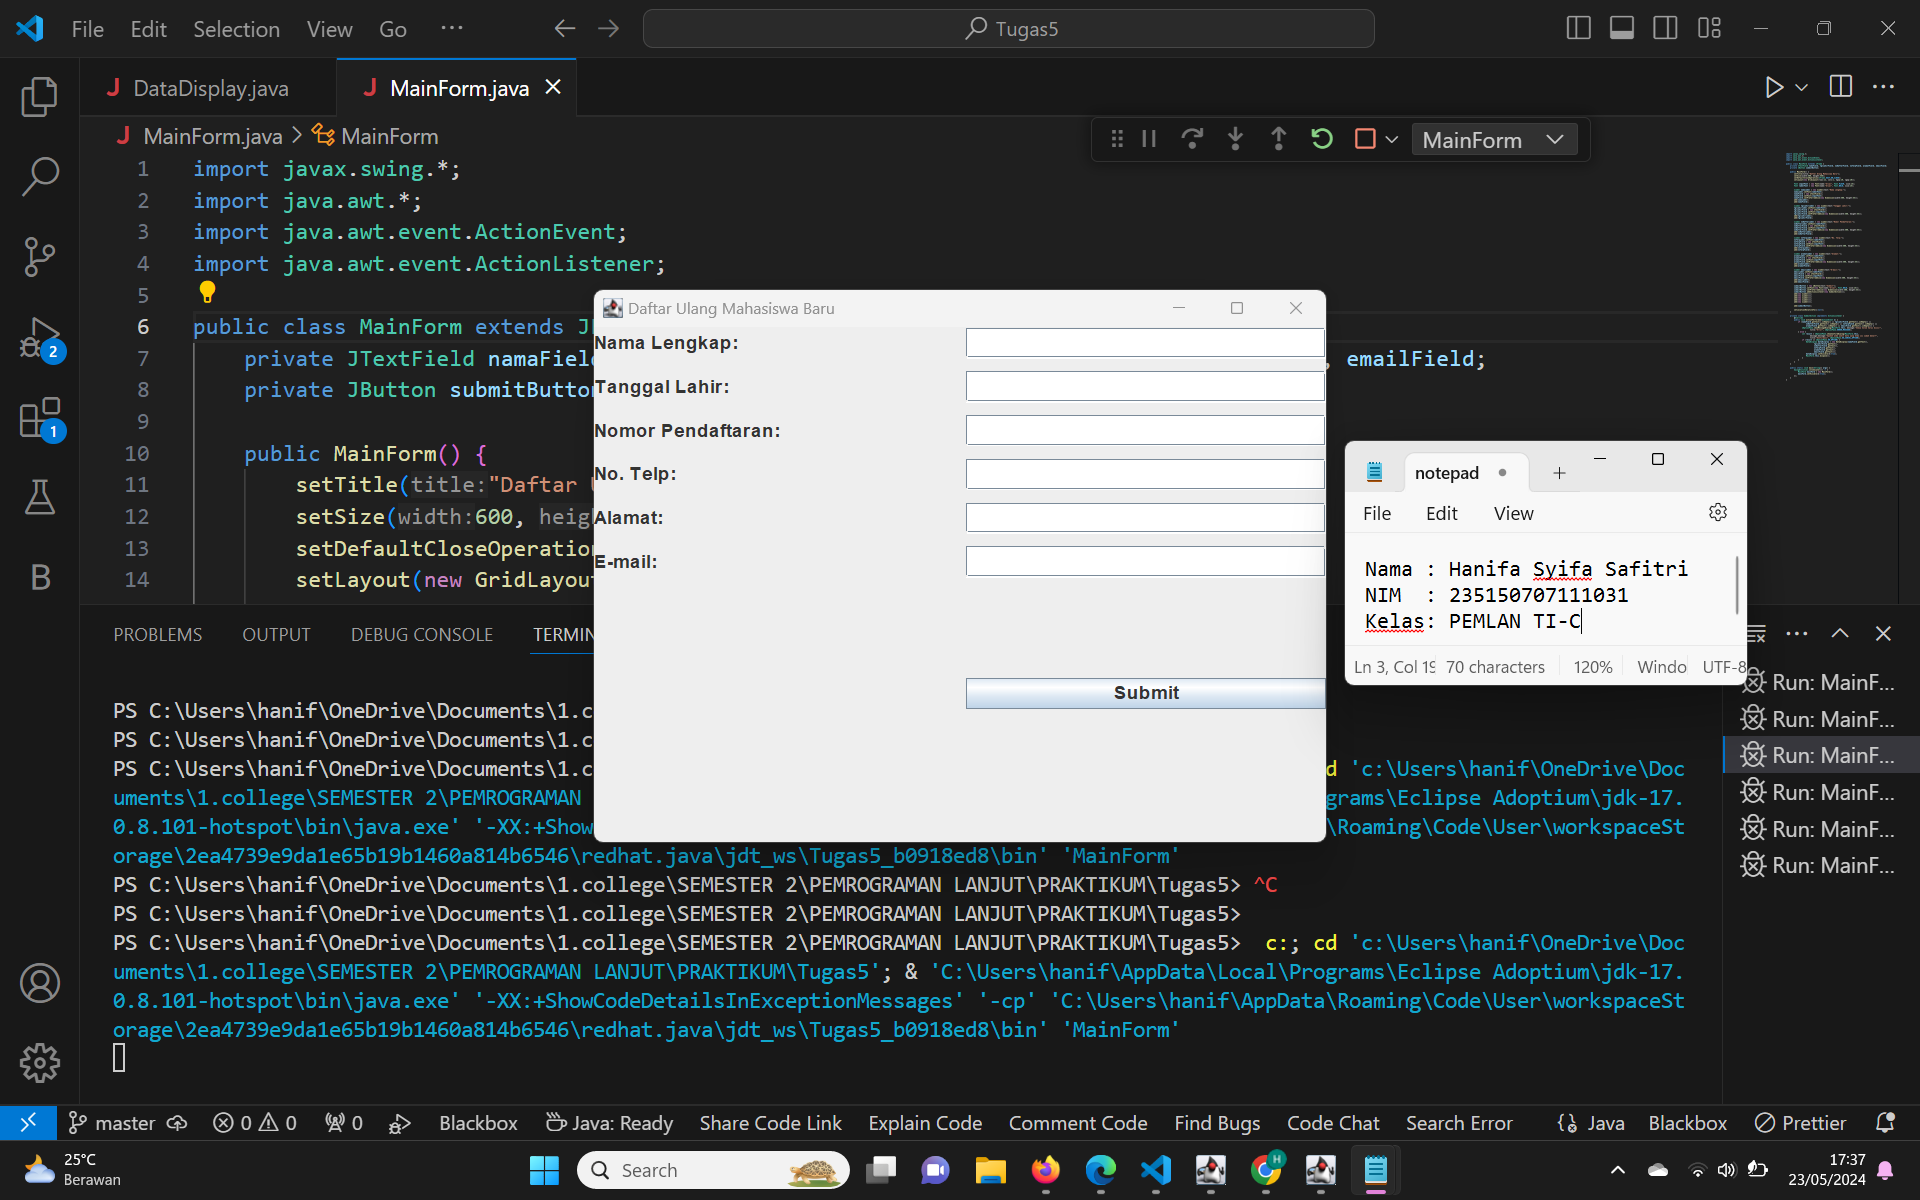 File Edit Selection View Go ··· Tugas5
DataDisplay.java MainForm.java
MainForm.java > MainForm
MainForm
1 import javax.swing.*;
2 import java.awt.*;
3 import java.awt.event.ActionEvent;
4 import java.awt.event.ActionListener;
5
6 public class MainForm extends
7 private JTextField , emailField;
8 private JButton
9
10 public MainForm() {
11 setTitle(title:"Daftar
12 setSize(width:600,
13
14 setLayout(new
Daftar Ulang Mahasiswa Baru
Nama Lengkap:
Tanggal Lahir:
Nomor Pendaftaran:
No. Telp:
Alamat:
E-mail:
Submit
notepad
File Edit View
Nama : Hanifa Syifa Safitri
NIM : 235150707111031
Kelas: PEMLAN TI-C
Ln 3, Col 19 70 characters 120% Windo UTF-8
PROBLEMS OUTPUT DEBUG CONSOLE
PS C:\Users\hanif\OneDrive\Documents\1.c
PS C:\Users\hanif\OneDrive\Documents\1.c
PS C:\Users\hanif\OneDrive\Documents\1.c d 'c:\Users\hanif\OneDrive\Doc
uments\1.college\SEMESTER 2\PEMROGRAMAN grams\Eclipse Adoptium\jdk-17.
0.8.101-hotspot\bin\java.exe' '-XX:+Show \Roaming\Code\User\workspaceSt
orage\2ea4739e9da1e65b19b1460a814b6546\redhat.java\jdt_ws\Tugas5_b0918ed8\bin' 'MainForm'
PS C:\Users\hanif\OneDrive\Documents\1.college\SEMESTER 2\PEMROGRAMAN LANJUT\PRAKTIKUM\Tugas5> ^C
PS C:\Users\hanif\OneDrive\Documents\1.college\SEMESTER 2\PEMROGRAMAN LANJUT\PRAKTIKUM\Tugas5>
PS C:\Users\hanif\OneDrive\Documents\1.college\SEMESTER 2\PEMROGRAMAN LANJUT\PRAKTIKUM\Tugas5> c:; cd 'c:\Users\hanif\OneDrive\Doc
uments\1.college\SEMESTER 2\PEMROGRAMAN LANJUT\PRAKTIKUM\Tugas5'; & 'C:\Users\hanif\AppData\Local\Programs\Eclipse Adoptium\jdk-17.
0.8.101-hotspot\bin\java.exe' '-XX:+ShowCodeDetailsInExceptionMessages' '-cp' 'C:\Users\hanif\AppData\Roaming\Code\User\workspaceSt
orage\2ea4739e9da1e65b19b1460a814b6546\redhat.java\jdt_ws\Tugas5_b0918ed8\bin' 'MainForm'
Run: MainF...
Run: MainF...
Run: MainF...
Run: MainF...
Run: MainF...
Run: MainF...
2
1
B
master 0 0 0 Blackbox Java: Ready Share Code Link Explain Code Comment Code Find Bugs Code Chat Search Error Java Blackbox Prettier
25°C
Berawan
Search
H
17:37
23/05/2024